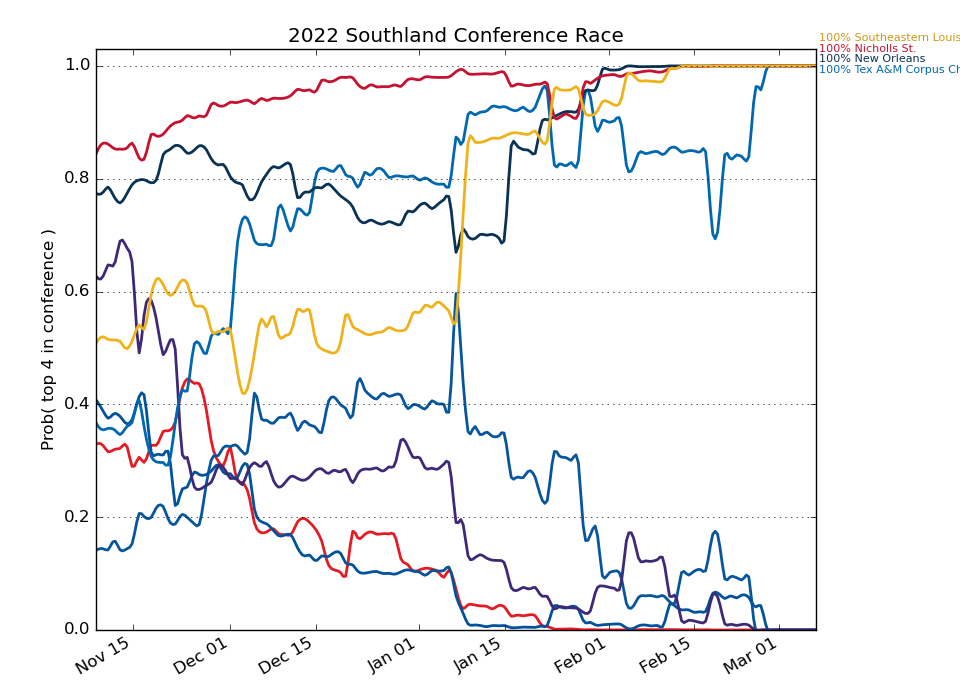 2022 Southland Conference Race
100% Southeastern Louis
100% Nicholls St.
100% New Orleans
100% Tex A&M Corpus Ch
Prob( top 4 in conference )
1.0
0.8
0.6
0.4
0.2
0.0
Nov 15
Dec 01
Dec 15
Jan 01
Jan 15
Feb 01
Feb 15
Mar 01